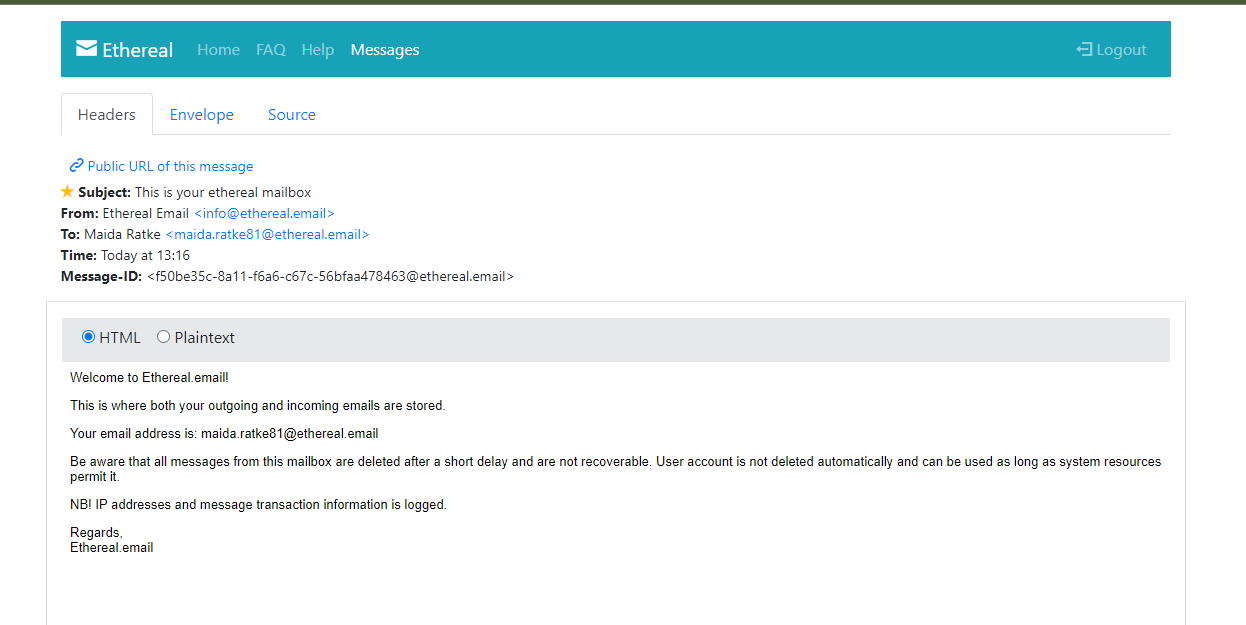 Ethereal Home FAQ Help Messages Logout
Headers Envelope Source
Public URL of this message
Subject: This is your ethereal mailbox
From: Ethereal Email <info@ethereal.email>
To: Maida Ratke <maida.ratke81@ethereal.email>
Time: Today at 13:16
Message-ID: <f50be35c-8a11-f6a6-c67c-56bfaa478463@ethereal.email>
HTML Plaintext
Welcome to Ethereal.email!
This is where both your outgoing and incoming emails are stored.
Your email address is: maida.ratke81@ethereal.email
Be aware that all messages from this mailbox are deleted after a short delay and are not recoverable. User account is not deleted automatically and can be used as long as system resources
permit it.
NB! IP addresses and message transaction information is logged.
Regards,
Ethereal.email